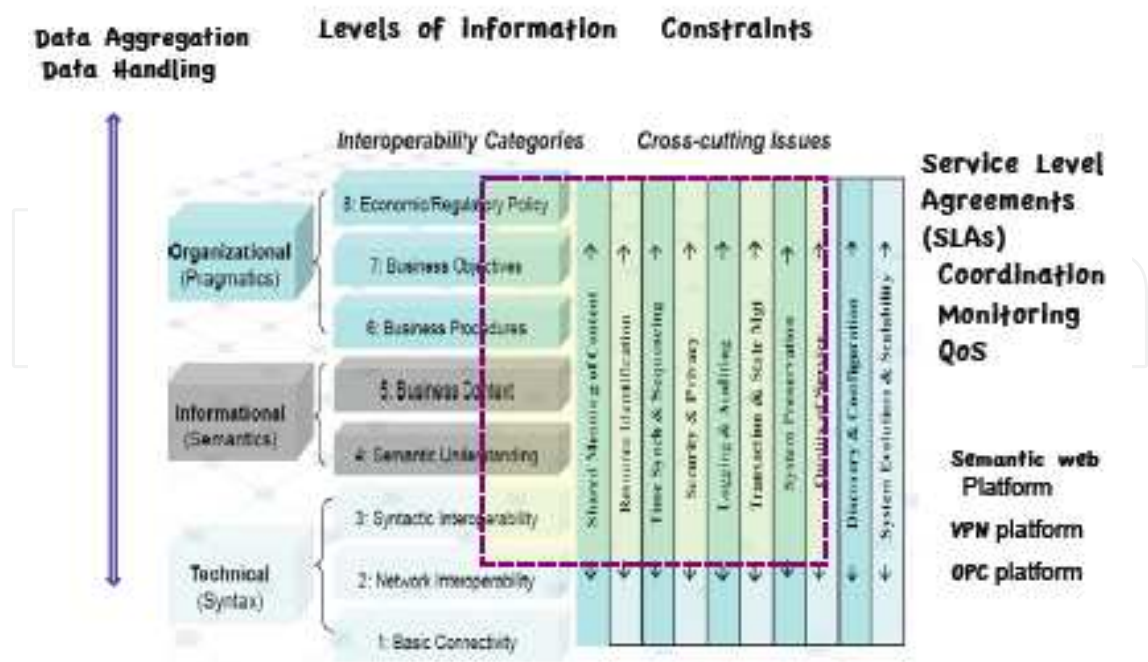 Data Aggregation
Data Handling
Levels of information Constraints
Interoperability Categories
Cross-cutting Issues
Organizational
(Pragmatics)
8: Economic/Regulatory Policy
7: Business Objectives
6: Business Procedures
Informational
(Semantics)
5: Business Context
4: Semantic Understanding
Technical
(Syntax)
3: Syntactic Interoperability
2: Network Interoperability
1: Basic Connectivity
Shared Meaning of Content
Resource Identification
Time Synch & Sequencing
Security & Privacy
Logging & Auditing
Transaction & State Mgt
System Preservation
Quality of Service
Discovery & Configuration
System Evolution & Scalability
Service Level
Agreements
(SLAs)
Coordination
Monitoring
QoS
Semantic web
Platform
VPN platform
OPC platform